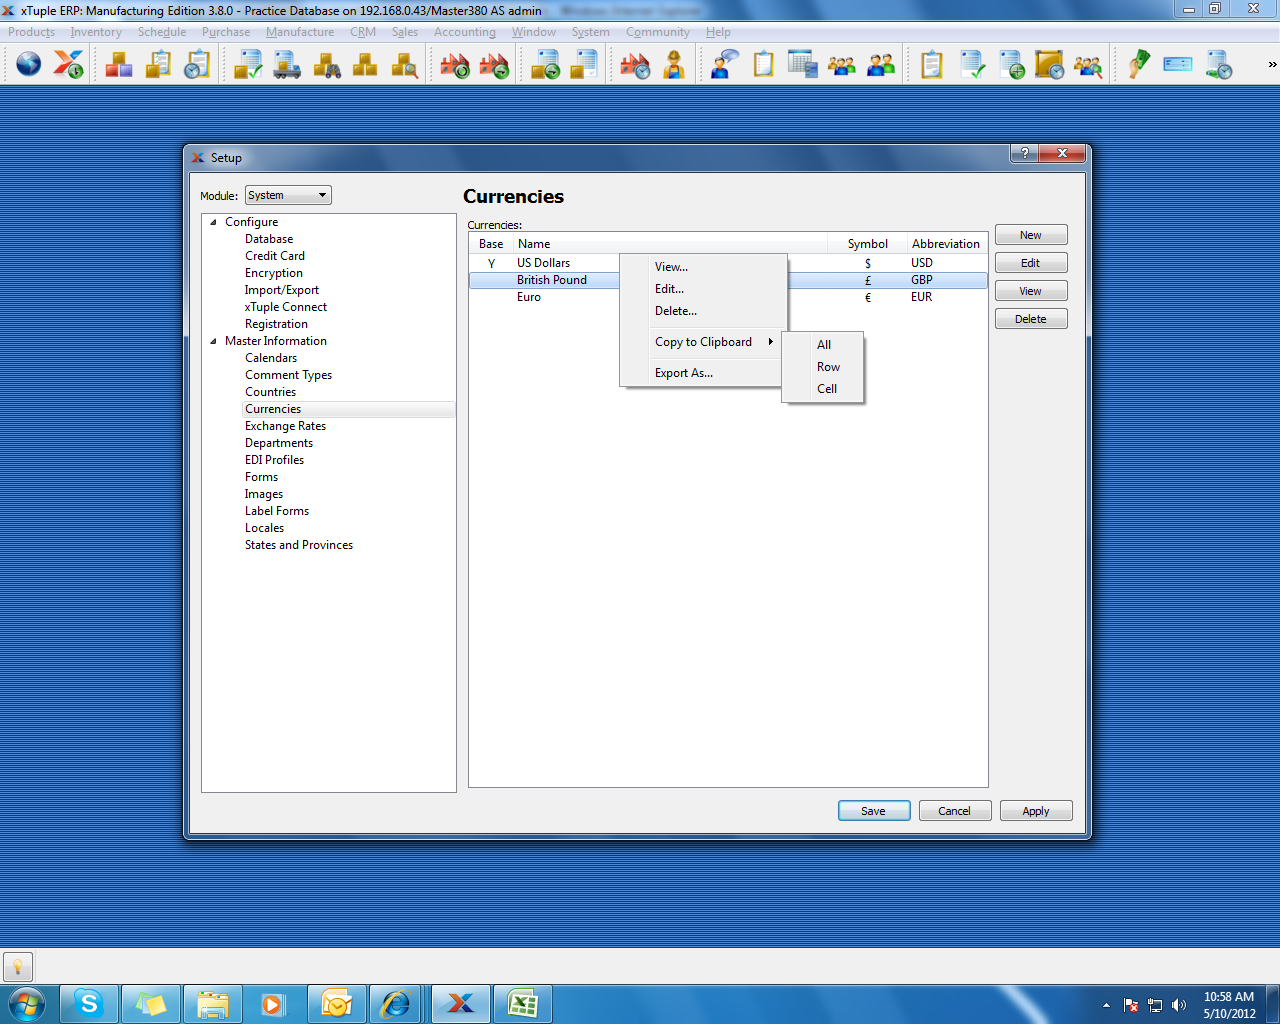 xTuple ERP: Manufacturing Edition 3.8.0 - Practice Database on 192.168.0.43/Master380 AS admin
Products Inventory Schedule Purchase Manufacture CRM Sales Accounting Window System Community Help
»
Setup
?
Module: System
Currencies
Configure
Database
Credit Card
Encryption
Import/Export
xTuple Connect
Registration
Master Information
Calendars
Comment Types
Countries
Currencies
Exchange Rates
Departments
EDI Profiles
Forms
Images
Label Forms
Locales
States and Provinces
Currencies:
Base Name Symbol Abbreviation
Y US Dollars $ USD
British Pound £ GBP
Euro € EUR
View...
Edit...
Delete...
Copy to Clipboard
Export As...
All
Row
Cell
New
Edit
View
Delete
Save Cancel Apply
10:58 AM
5/10/2012